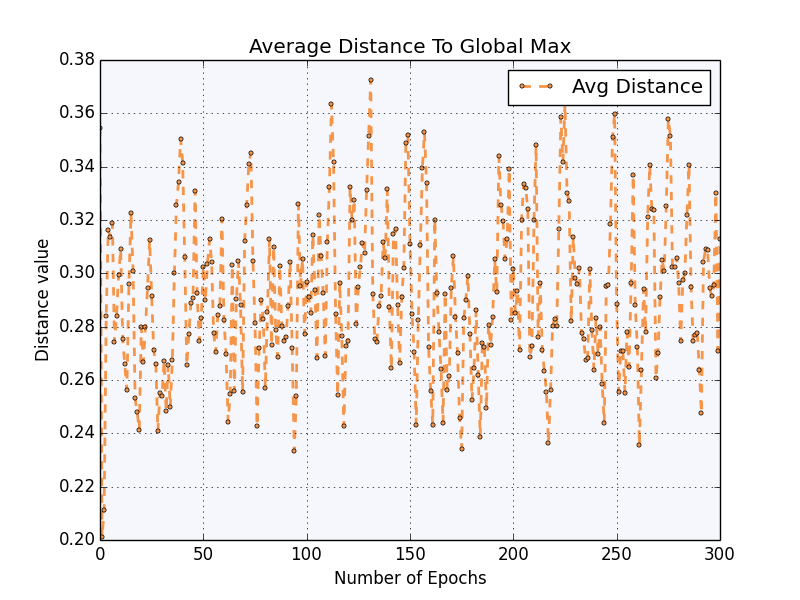 Average Distance To Global Max
Avg Distance
Distance value
0.38
0.36
0.34
0.32
0.30
0.28
0.26
0.24
0.22
0.20
0 50 100 150 200 250 300
Number of Epochs